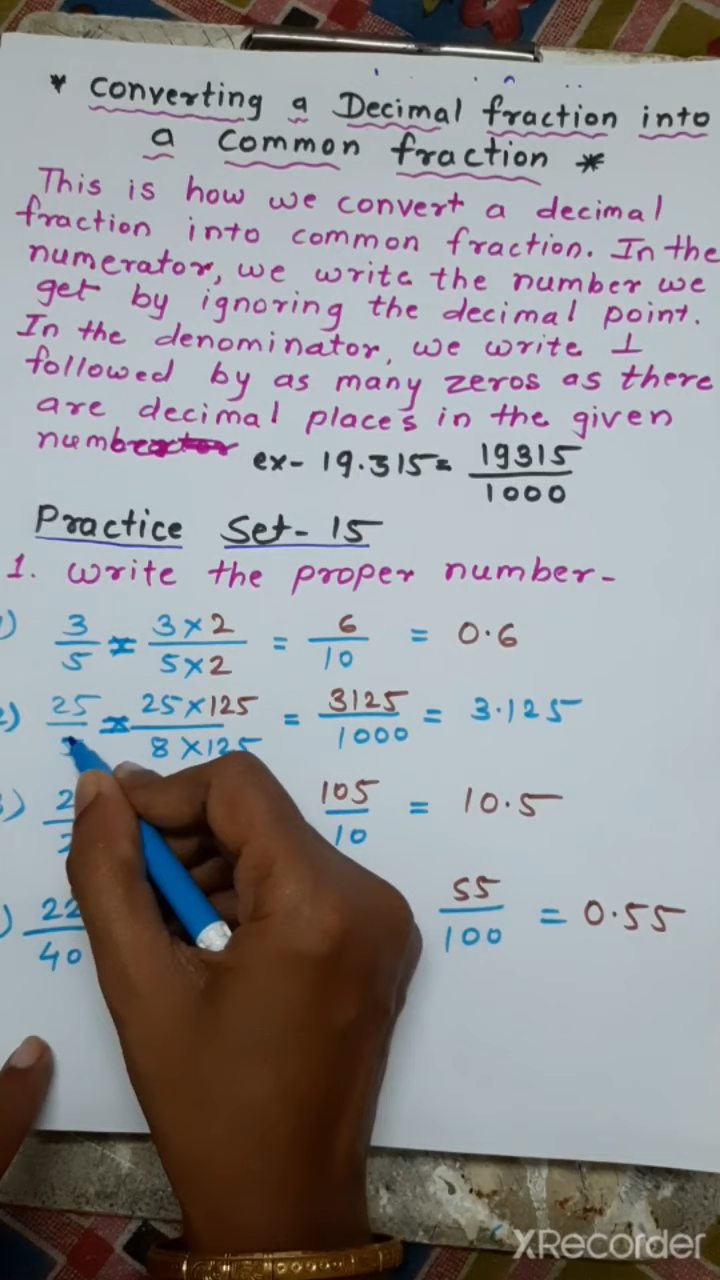 * Converting a Decimal fraction into
a common fraction *
This is how we convert a decimal
fraction into common fraction. In the
numerator, we write the number we
get by ignoring the decimal point.
In the denominator, we write 1
followed by as many zeros as there
are decimal places in the given
number ex- 19.315 = 19315/1000
Practice Set - 15
1. Write the proper number-
3/5 = 3×2/5×2 = 6/10 = 0.6
2) 25/ = 25×125/8×125 = 3125/1000 = 3.125
105/10 = 10.5
22/40 55/100 = 0.55
XRecorder